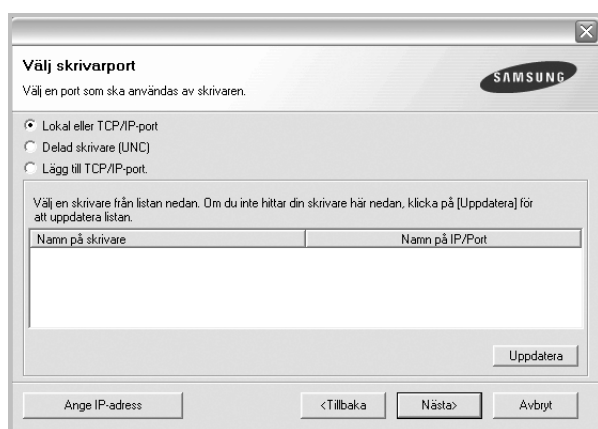 Välj skrivarport
Välj en port som ska användas av skrivaren.
SAMSUNG
Lokal eller TCP/IP-port
Delad skrivare (UNC)
Lägg till TCP/IP-port.
Välj en skrivare från listan nedan. Om du inte hittar din skrivare här nedan, klicka på [Uppdatera] för
att uppdatera listan.
Namn på skrivare Namn på IP/Port
Uppdatera
Ange IP-adress <Tillbaka Nästa> Avbryt